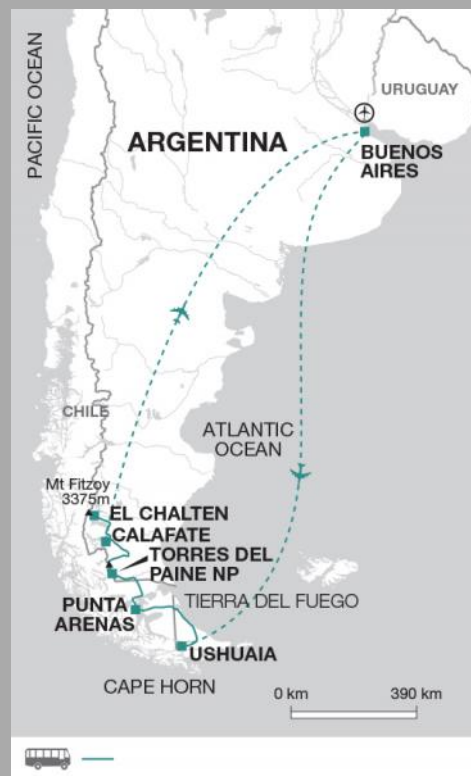 PACIFIC OCEAN
URUGUAY
ARGENTINA
BUENOS
AIRES
CHILE
ATLANTIC
OCEAN
Mt Fitzoy
3375m
EL CHALTEN
CALAFATE
TORRES DEL
PAINE NP
PUNTA
ARENAS
TIERRA DEL FUEGO
USHUAIA
CAPE HORN
0 km
390 km